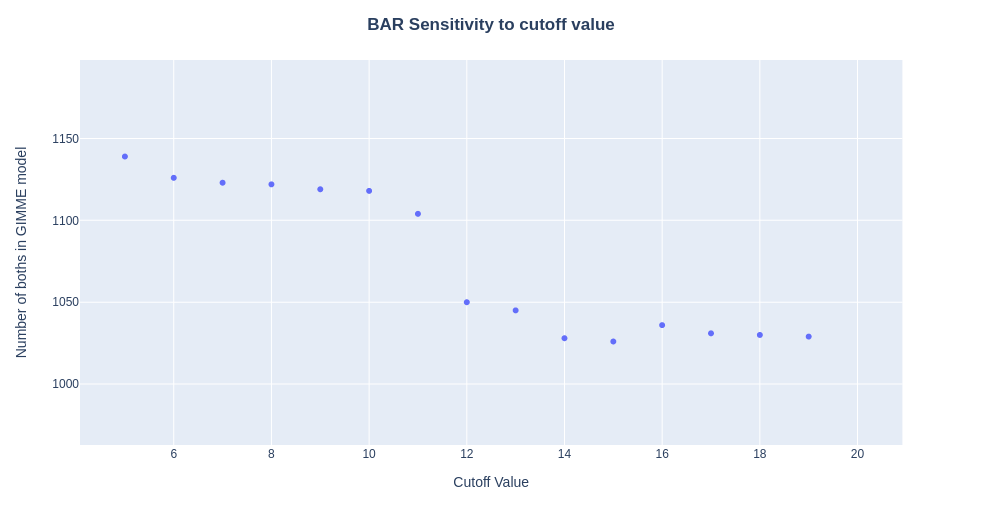 BAR Sensitivity to cutoff value
Number of boths in GIMME model
1150
1100
1050
1000
6 8 10 12 14 16 18 20
Cutoff Value